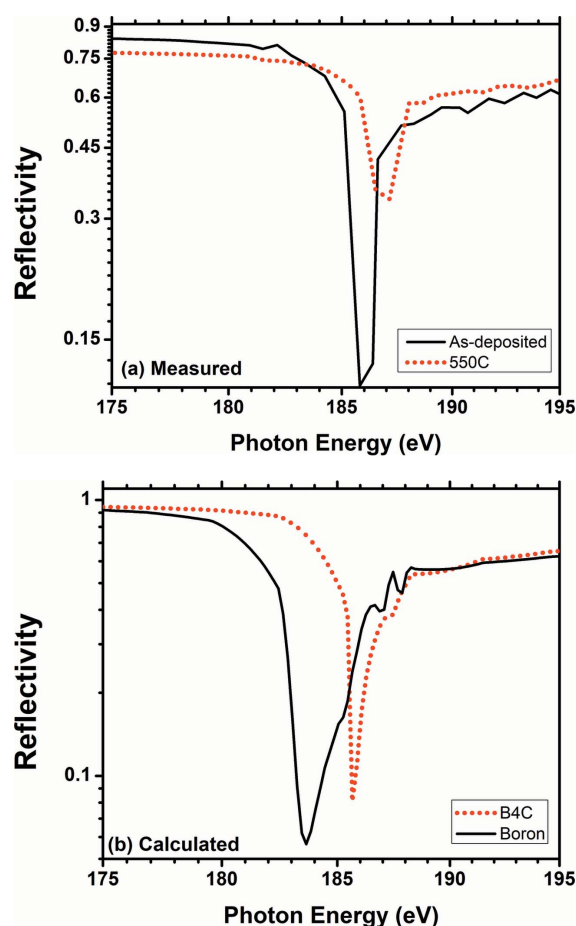 0.9
0.75
0.6
0.45
0.3
0.15
Reflectivity
As-deposited
550C
(a) Measured
175 180 185 190 195
Photon Energy (eV)
1
0.1
Reflectivity
B4C
Boron
(b) Calculated
175 180 185 190 195
Photon Energy (eV)